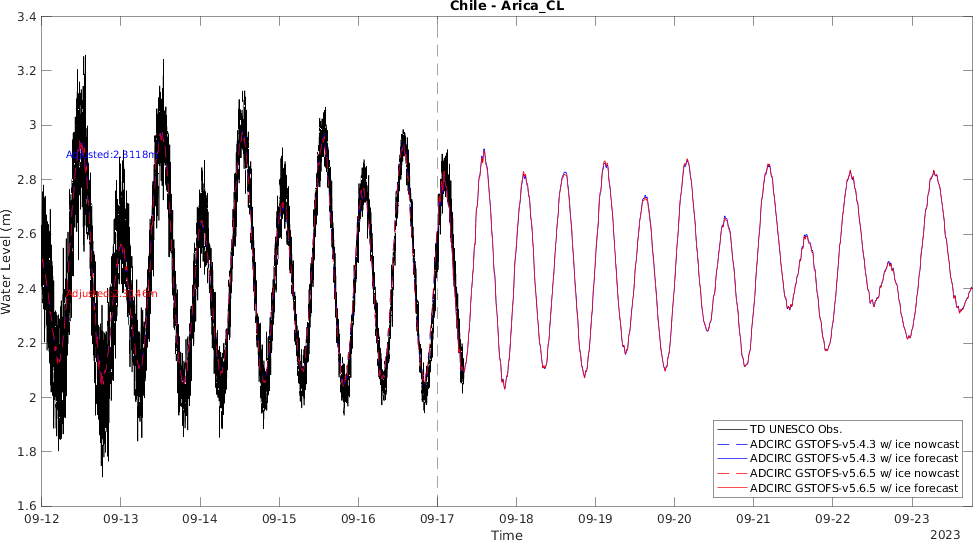 Chile - Arica_CL
3.4
3.2
3
2.8
2.6
2.4
2.2
2
1.8
1.6
Water Level (m)
Adjusted:2.3118m
TD UNESCO Obs.
ADCIRC GSTOFS-v5.4.3 w/ ice nowcast
ADCIRC GSTOFS-v5.4.3 w/ ice forecast
ADCIRC GSTOFS-v5.6.5 w/ ice nowcast
ADCIRC GSTOFS-v5.6.5 w/ ice forecast
09-12 09-13 09-14 09-15 09-16 09-17 09-18 09-19 09-20 09-21 09-22 09-23
Time
2023